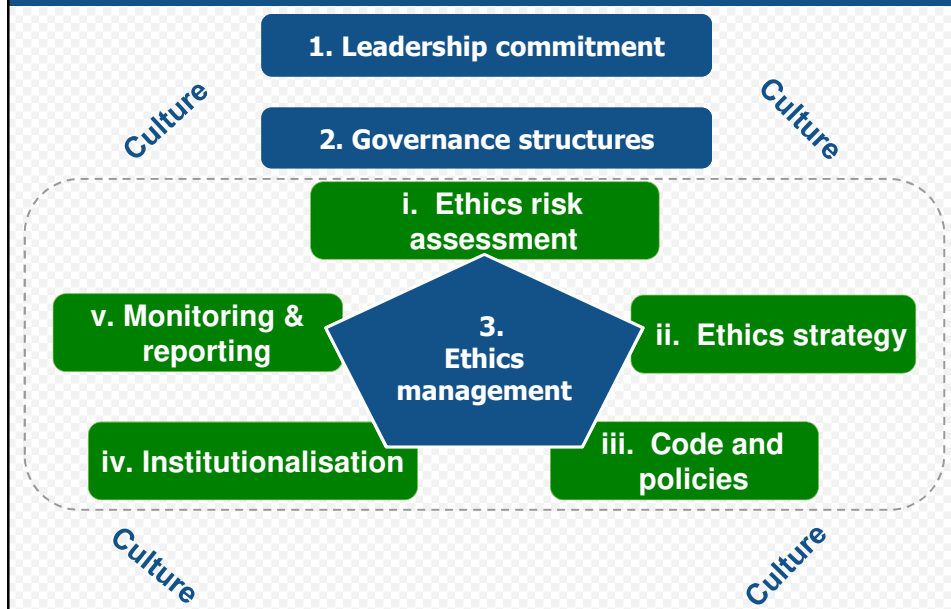 1. Leadership commitment
Culture
Culture
2. Governance structures
i.  Ethics risk
assessment
v. Monitoring &
reporting
3.
Ethics
management
ii.  Ethics strategy
iv. Institutionalisation
iii.  Code and
policies
Culture
Culture